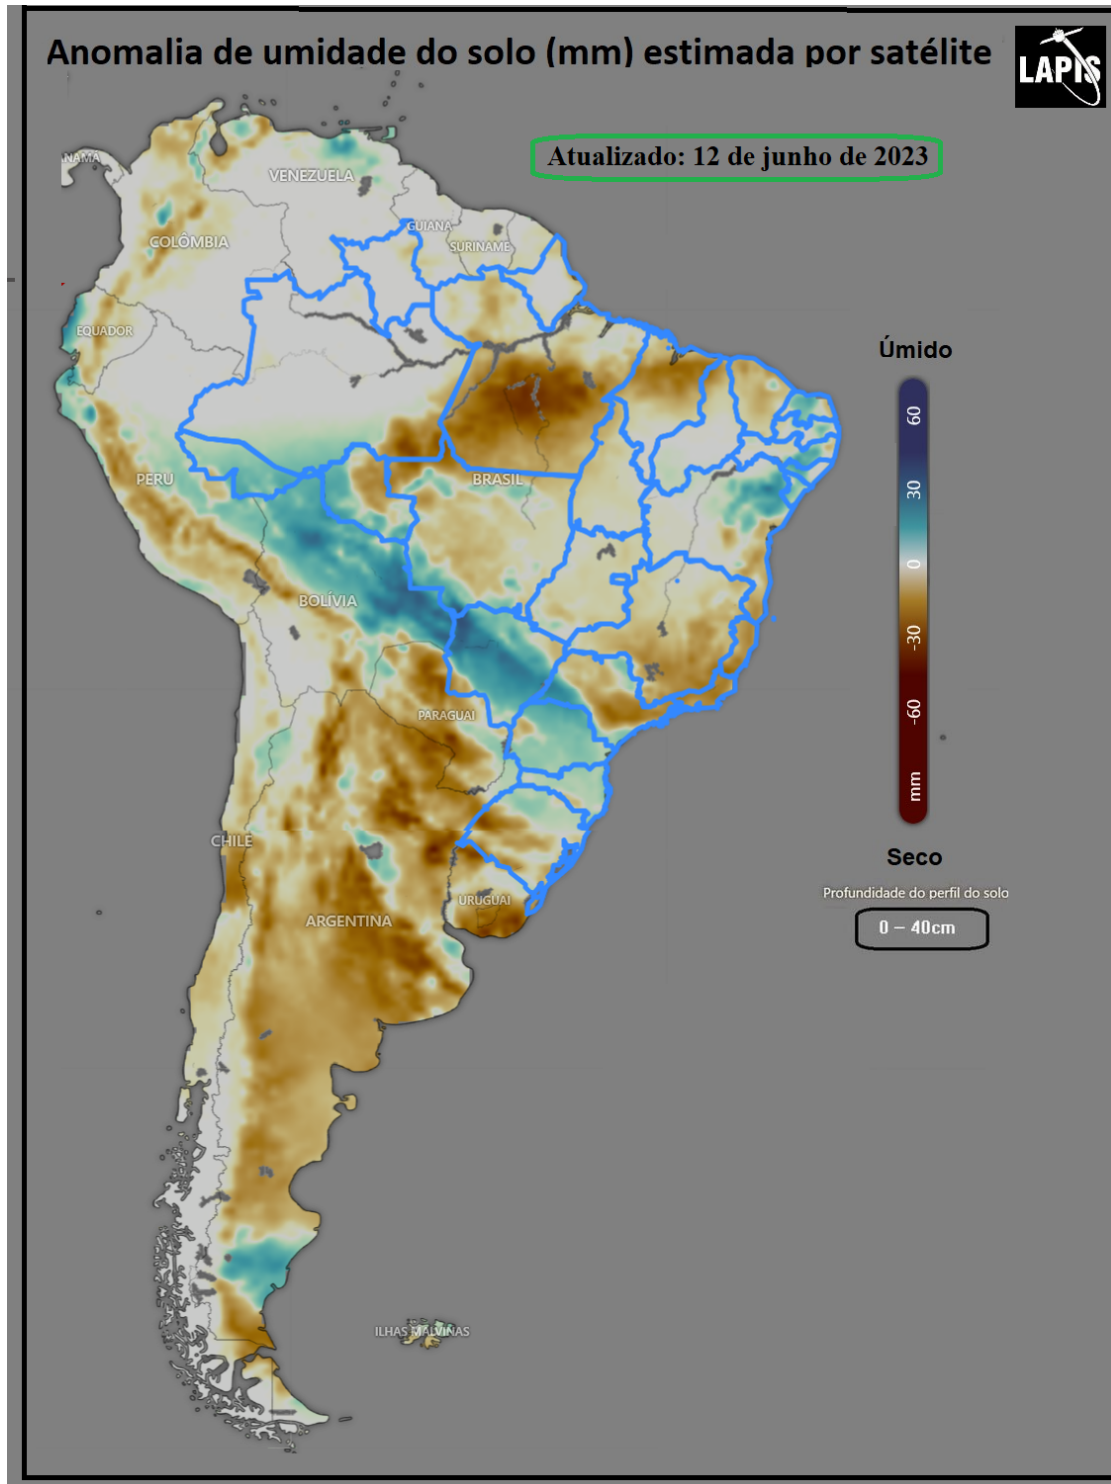 Anomalia de umidade do solo (mm) estimada por satélite
LAPIS
Atualizado: 12 de junho de 2023
NAMÁ
VENEZUELA
GUIANA
SURINAME
COLÔMBIA
EQUADOR
PERU
BRASIL
BOLÍVIA
PARAGUAI
CHILE
ARGENTINA
URUGUAI
ILHAS MALVINAS
Úmido
60
30
0
-30
-60
mm
Seco
Profundidade do perfil do solo
0 – 40cm